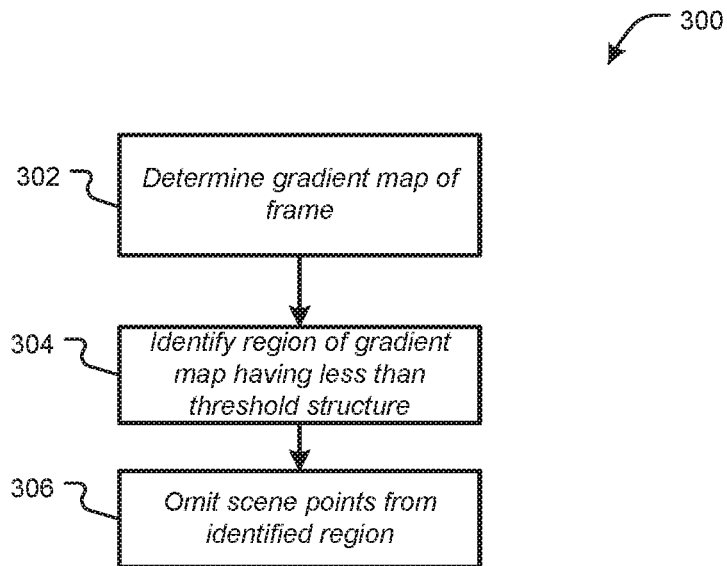 300
302
Determine gradient map of
frame
304
Identify region of gradient
map having less than
threshold structure
306
Omit scene points from
identified region